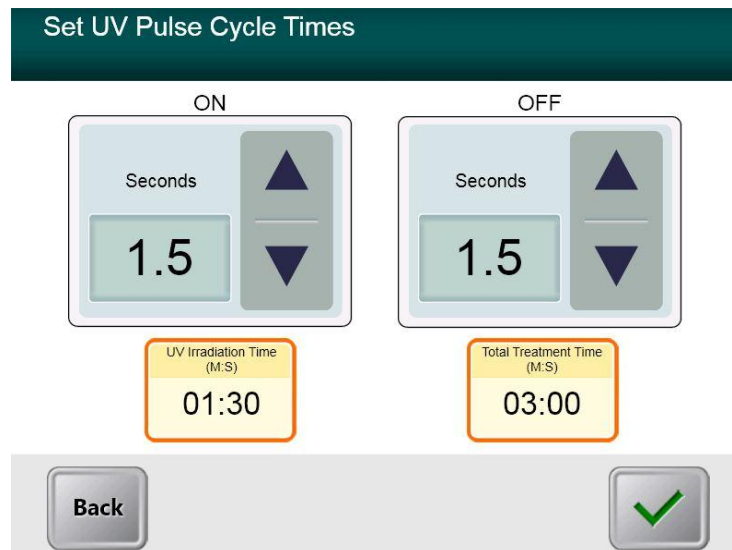 Set UV Pulse Cycle Times
ON
OFF
Seconds
1.5
Seconds
1.5
UV Irradiation Time
(M:S)
01:30
Total Treatment Time
(M:S)
03:00
Back